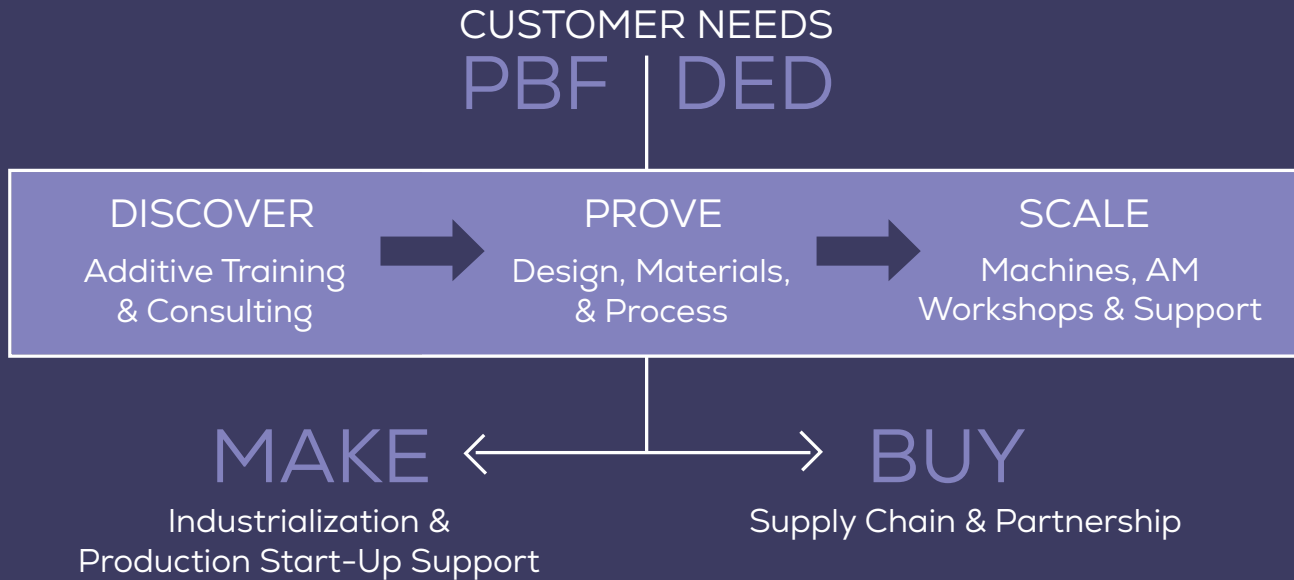 CUSTOMER NEEDS
PBF DED
DISCOVER
Additive Training
& Consulting
PROVE
Design, Materials,
& Process
SCALE
Machines, AM
Workshops & Support
MAKE
Industrialization &
Production Start-Up Support
BUY
Supply Chain & Partnership